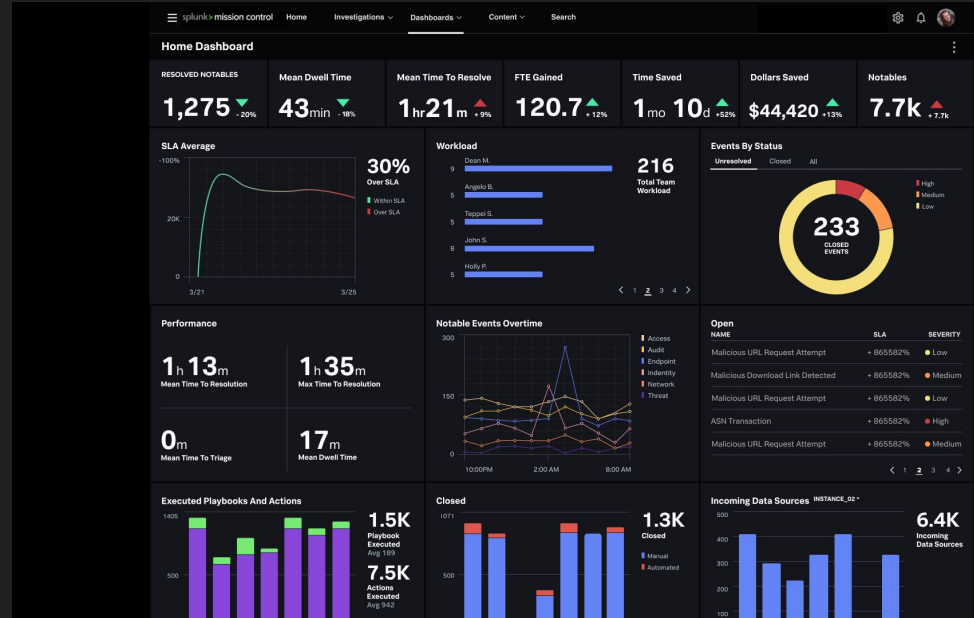 splunk>mission control Home Investigations Dashboards Content Search
Home Dashboard
RESOLVED NOTABLES
1,275 - 20%
Mean Dwell Time
43min - 18%
Mean Time To Resolve
1hr21m + 9%
FTE Gained
120.7 + 12%
Time Saved
1mo 10d +52%
Dollars Saved
$44,420 +13%
Notables
7.7k + 7.7k
SLA Average
-100%
20K
0
3/21 3/25
30%
Over SLA
Within SLA
Over SLA
Workload
Dean M.
9
Angelo B.
5
Teppei S.
5
John S.
8
Holly P.
5
216
Total Team
Workload
1 2 3 4
Events By Status
Unresolved Closed All
233
CLOSED
EVENTS
High
Medium
Low
Performance
1h 13m
Mean Time To Resolution
1h 35m
Max Time To Resolution
0m
Mean Time To Triage
17m
Mean Dwell Time
Notable Events Overtime
300
150
0
10:00PM 2:00 AM 8:00 AM
Access
Audit
Endpoint
Indentity
Network
Threat
Open
NAME SLA SEVERITY
Malicious URL Request Attempt + 865582% Low
Malicious Download Link Detected + 865582% Medium
Malicious URL Request Attempt + 865582% Low
ASN Transaction + 865582% High
Malicious URL Request Attempt + 865582% Medium
1 2 3 4
Executed Playbooks And Actions
1405
500
1.5K
Playbook
Executed
Avg 189
7.5K
Actions
Executed
Avg 942
Closed
1071
500
1.3K
Closed
Manual
Automated
Incoming Data Sources INSTANCE_02
500
400
300
200
100
6.4K
Incoming
Data Sources